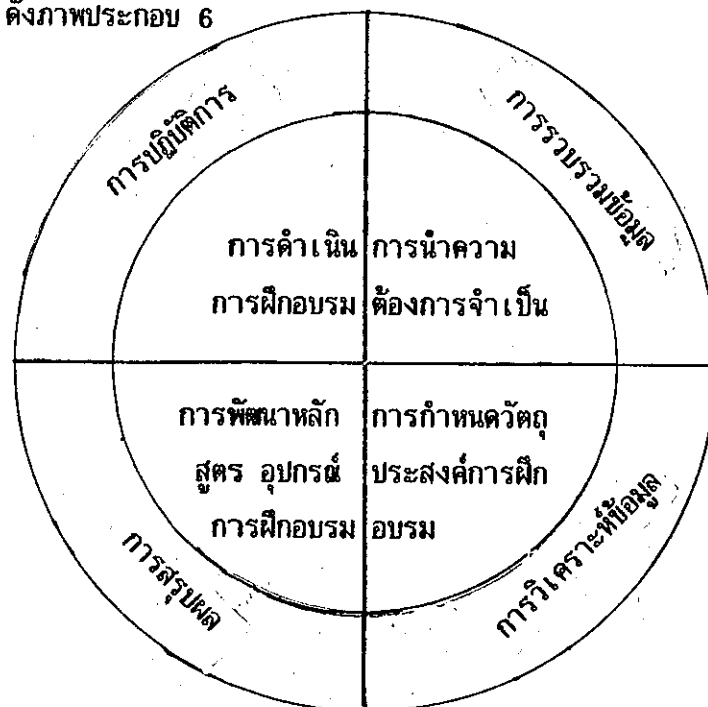 ดังภาพประกอบ 6
การปฏิบัติการ
การรวบรวมข้อมูล
การดำเนิน
การฝึกอบรม
การนำความ
ต้องการจำเป็น
การพัฒนาหลัก
สูตร อุปกรณ์
การฝึกอบรม
การกำหนดวัตถุ
ประสงค์การฝึก
อบรม
การสรุปผล
การวิเคราะห์ข้อมูล